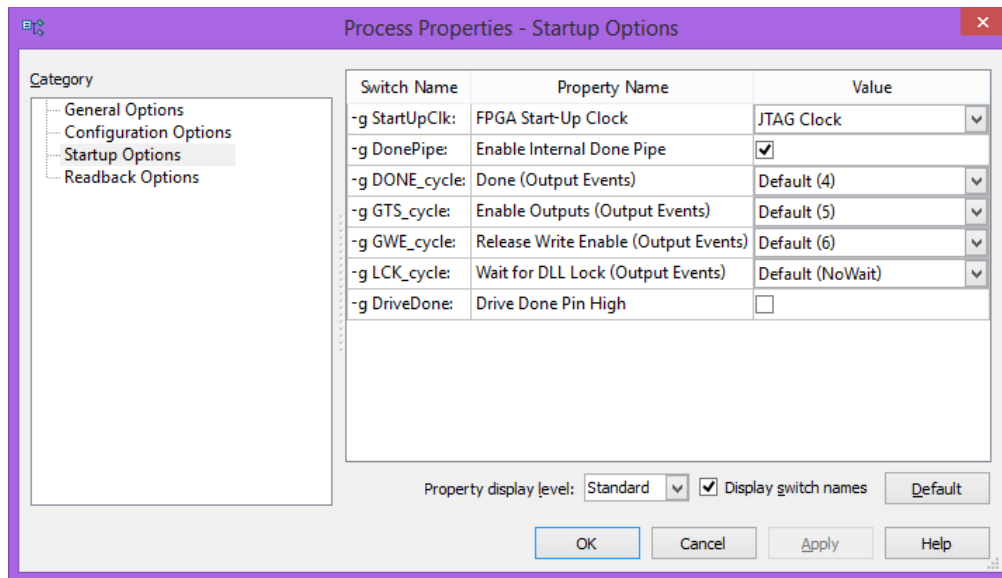 Process Properties - Startup Options
Category
General Options
Configuration Options
Startup Options
Readback Options
Switch Name Property Name Value
-g StartUpClk: FPGA Start-Up Clock JTAG Clock
-g DonePipe: Enable Internal Done Pipe
-g DONE_cycle: Done (Output Events) Default (4)
-g GTS_cycle: Enable Outputs (Output Events) Default (5)
-g GWE_cycle: Release Write Enable (Output Events) Default (6)
-g LCK_cycle: Wait for DLL Lock (Output Events) Default (NoWait)
-g DriveDone: Drive Done Pin High
Property display level: Standard Display switch names Default
OK Cancel Apply Help